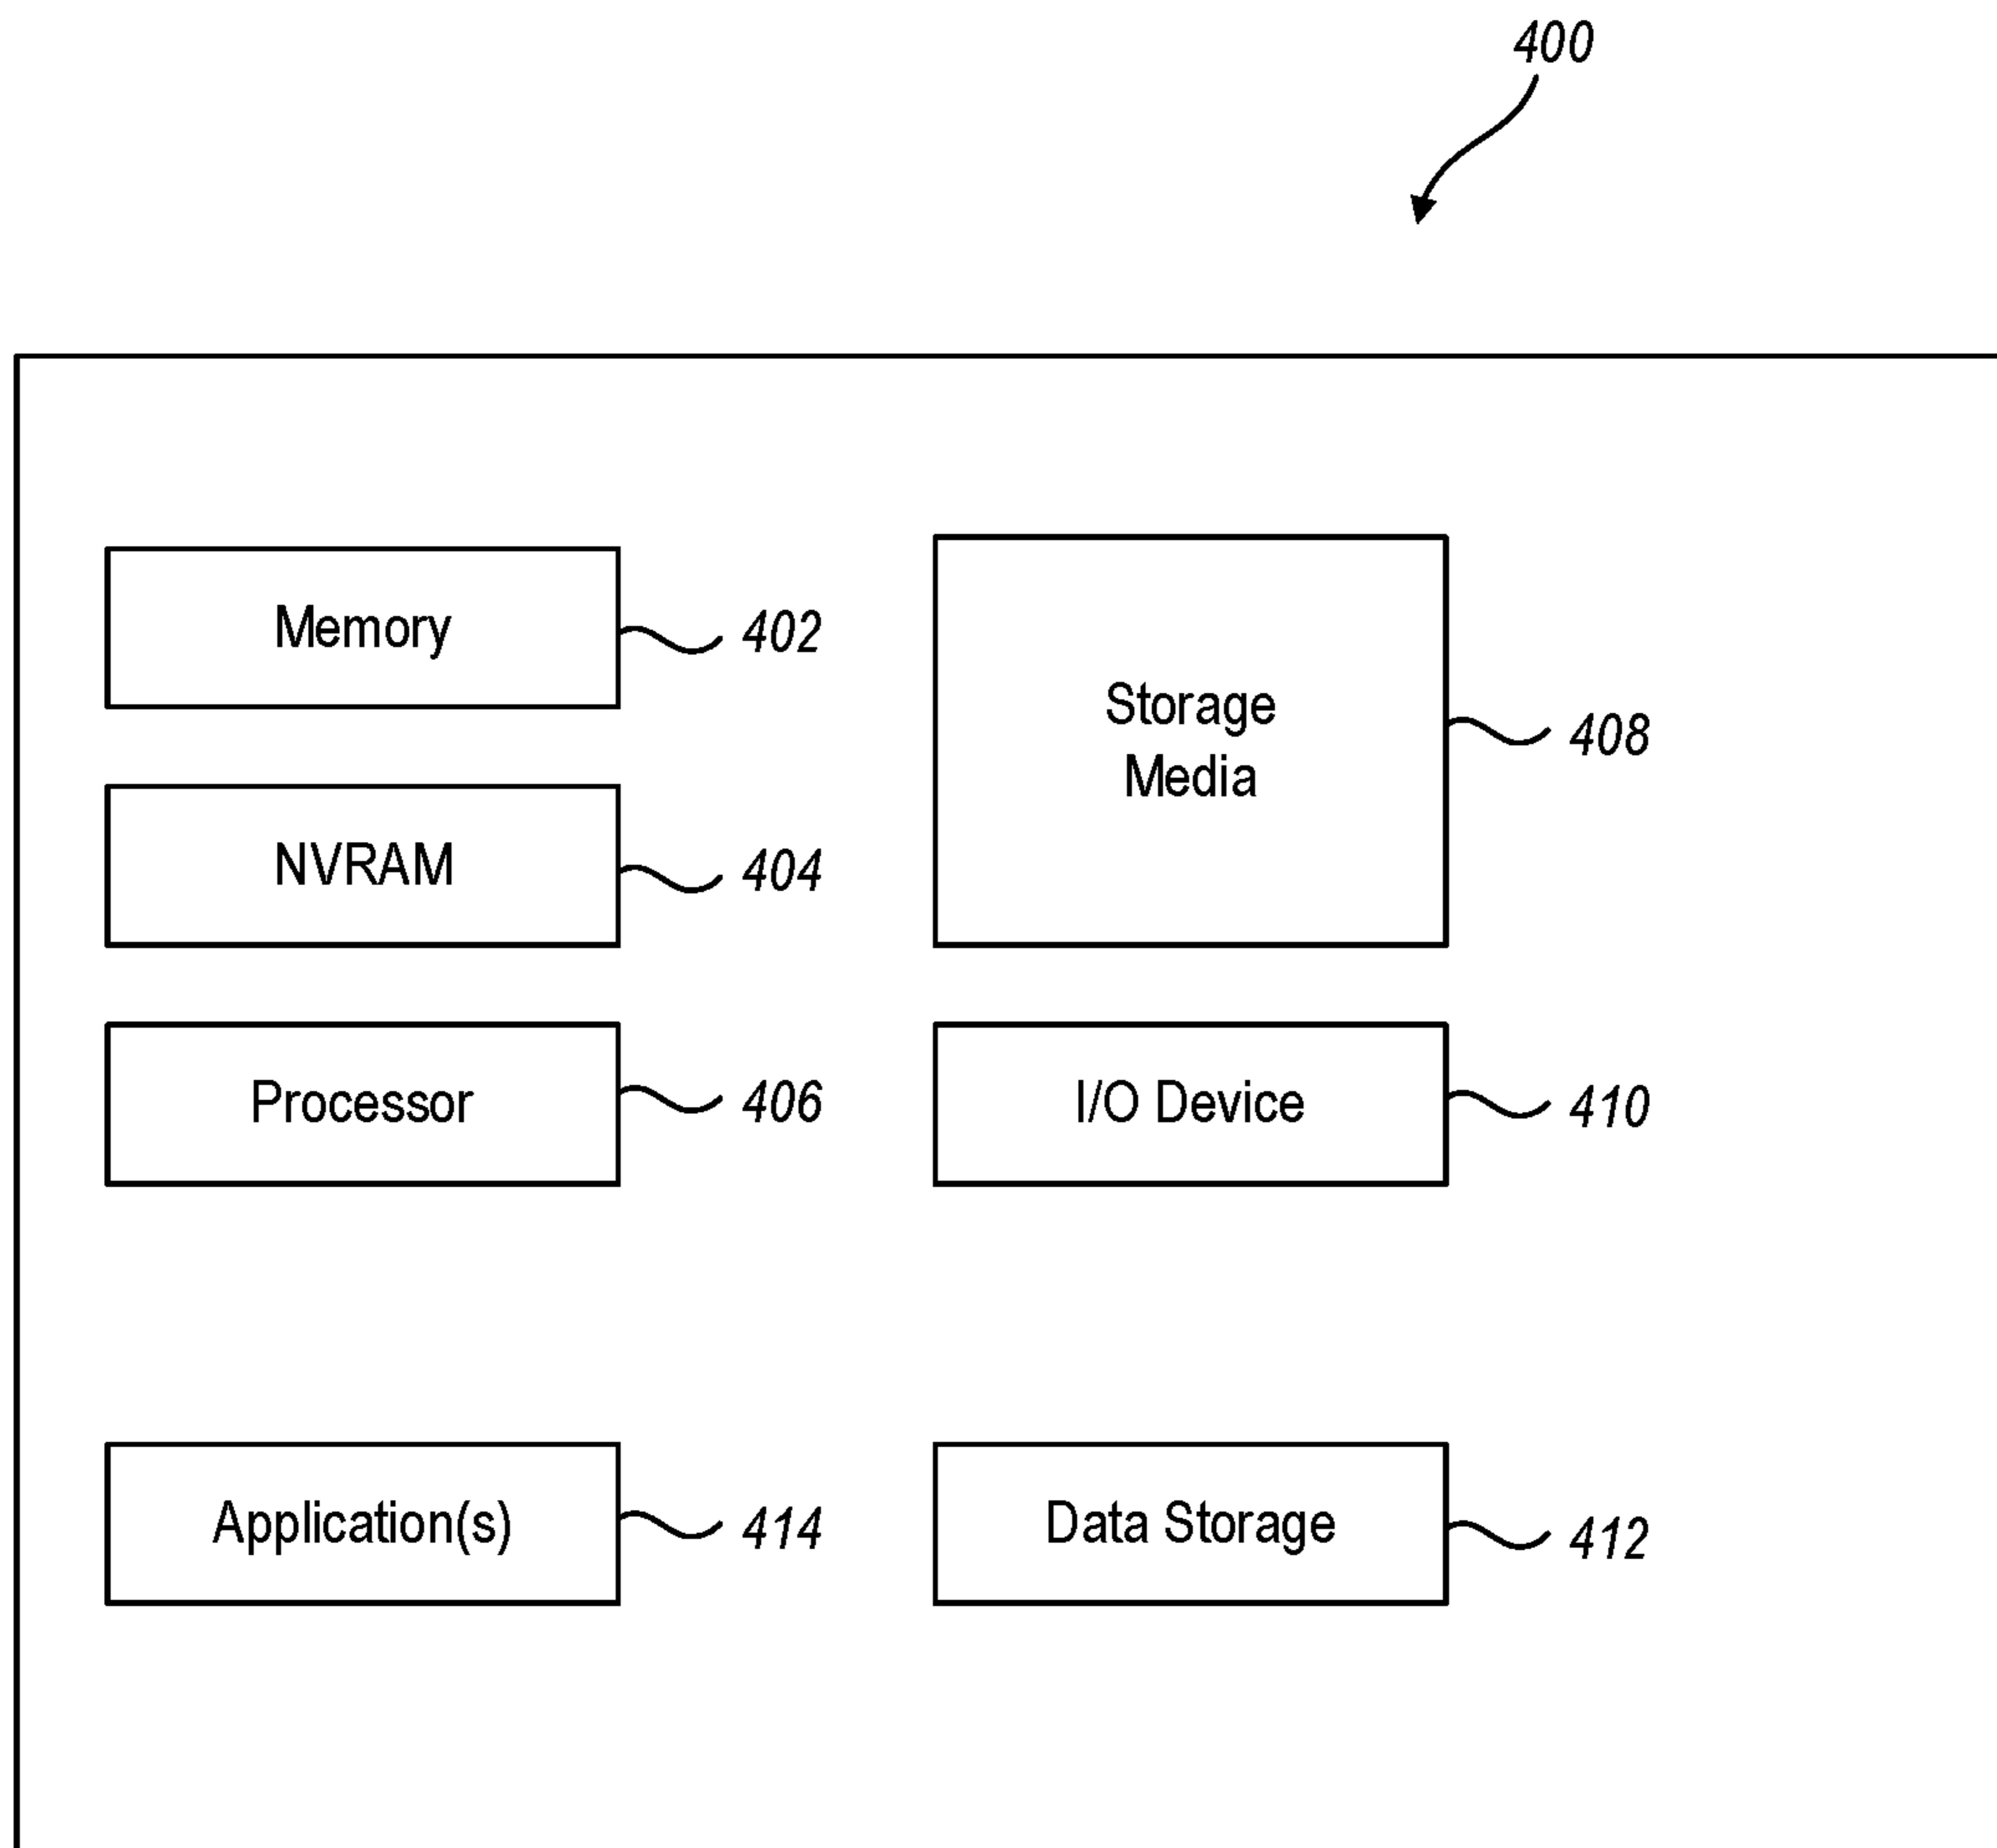 400
Memory
402
NVRAM
404
Processor
406
Storage
Media
408
I/O Device
410
Application(s)
414
Data Storage
412